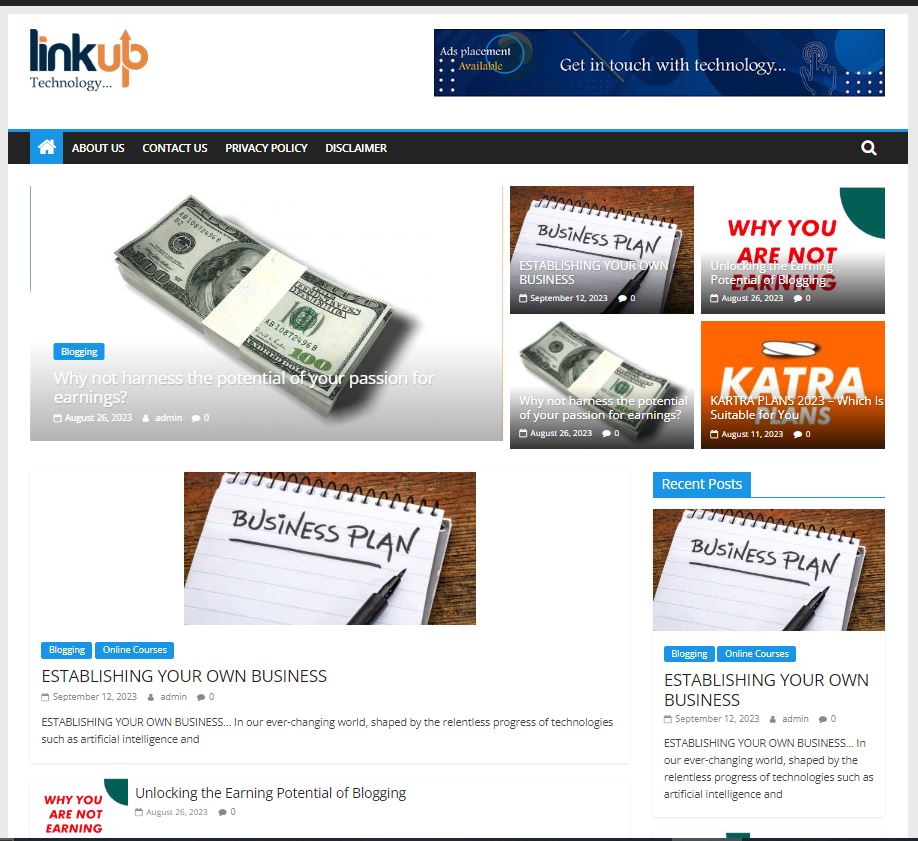 linkup
Technology...
Ads placement
Available
Get in touch with technology...
ABOUT US
CONTACT US
PRIVACY POLICY
DISCLAIMER
AB108724968
B2
100
AB108724968
100
Blogging
Why not harness the potential of your passion for
earnings?
August 26, 2023
admin
0
BUSINESS PLAN
ESTABLISHING YOUR OWN
BUSINESS
September 12, 2023
0
WHY YOU
ARE NOT
EARNING
Unlocking the Earning
Potential of Blogging
August 26, 2023
0
Why not harness the potential
of your passion for earnings?
August 26, 2023
0
KATRA
PLANS
KARTRA PLANS 2023 – Which Is
Suitable for You
August 11, 2023
0
BUSINESS PLAN
Blogging
Online Courses
ESTABLISHING YOUR OWN BUSINESS
September 12, 2023
admin
0
ESTABLISHING YOUR OWN BUSINESS... In our ever-changing world, shaped by the relentless progress of technologies
such as artificial intelligence and
WHY YOU
ARE NOT
EARNING
Unlocking the Earning Potential of Blogging
August 26, 2023
0
Recent Posts
BUSINESS PLAN
Blogging
Online Courses
ESTABLISHING YOUR OWN
BUSINESS
September 12, 2023
admin
0
ESTABLISHING YOUR OWN BUSINESS... In
our ever-changing world, shaped by the
relentless progress of technologies such as
artificial intelligence and